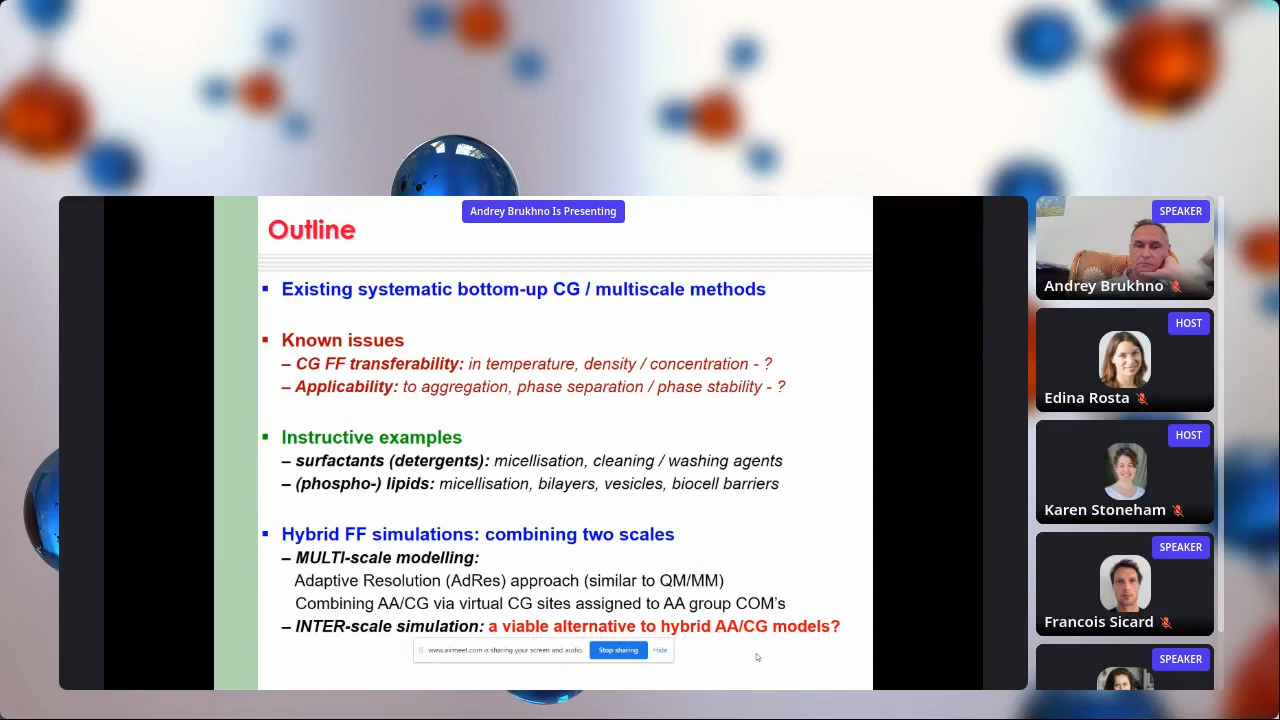 Andrey Brukhno Is Presenting
Outline
▪ Existing systematic bottom-up CG / multiscale methods
▪ Known issues
– CG FF transferability: in temperature, density / concentration - ?
– Applicability: to aggregation, phase separation / phase stability - ?
▪ Instructive examples
– surfactants (detergents): micellisation, cleaning / washing agents
– (phospho-) lipids: micellisation, bilayers, vesicles, biocell barriers
▪ Hybrid FF simulations: combining two scales
– MULTI-scale modelling:
Adaptive Resolution (AdRes) approach (similar to QM/MM)
Combining AA/CG via virtual CG sites assigned to AA group COM's
– INTER-scale simulation: a viable alternative to hybrid AA/CG models?
www.airmeet.com is sharing your screen and audio. Stop sharing Hide
SPEAKER
Andrey Brukhno
HOST
Edina Rosta
HOST
Karen Stoneham
SPEAKER
Francois Sicard
SPEAKER